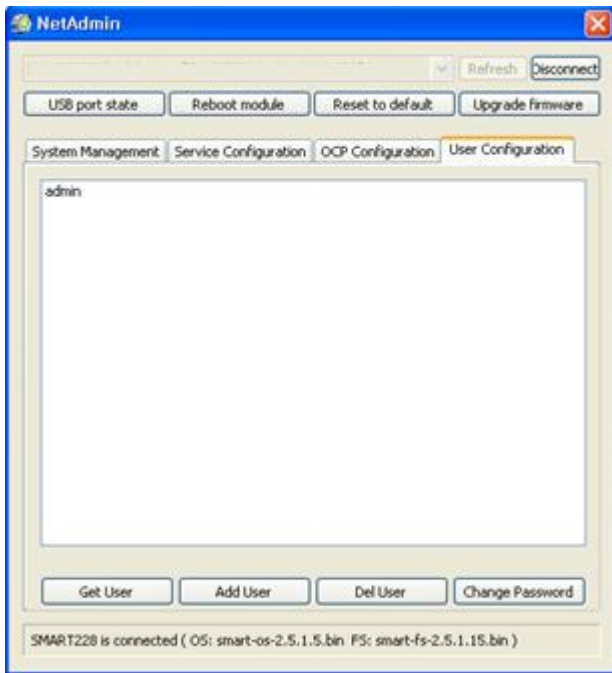 NetAdmin
Refresh Disconnect
USB port state Reboot module Reset to default Upgrade firmware
System Management Service Configuration OCP Configuration User Configuration
admin
Get User Add User Del User Change Password
SMART228 is connected ( OS: smart-os-2.5.1.5.bin FS: smart-fs-2.5.1.15.bin )